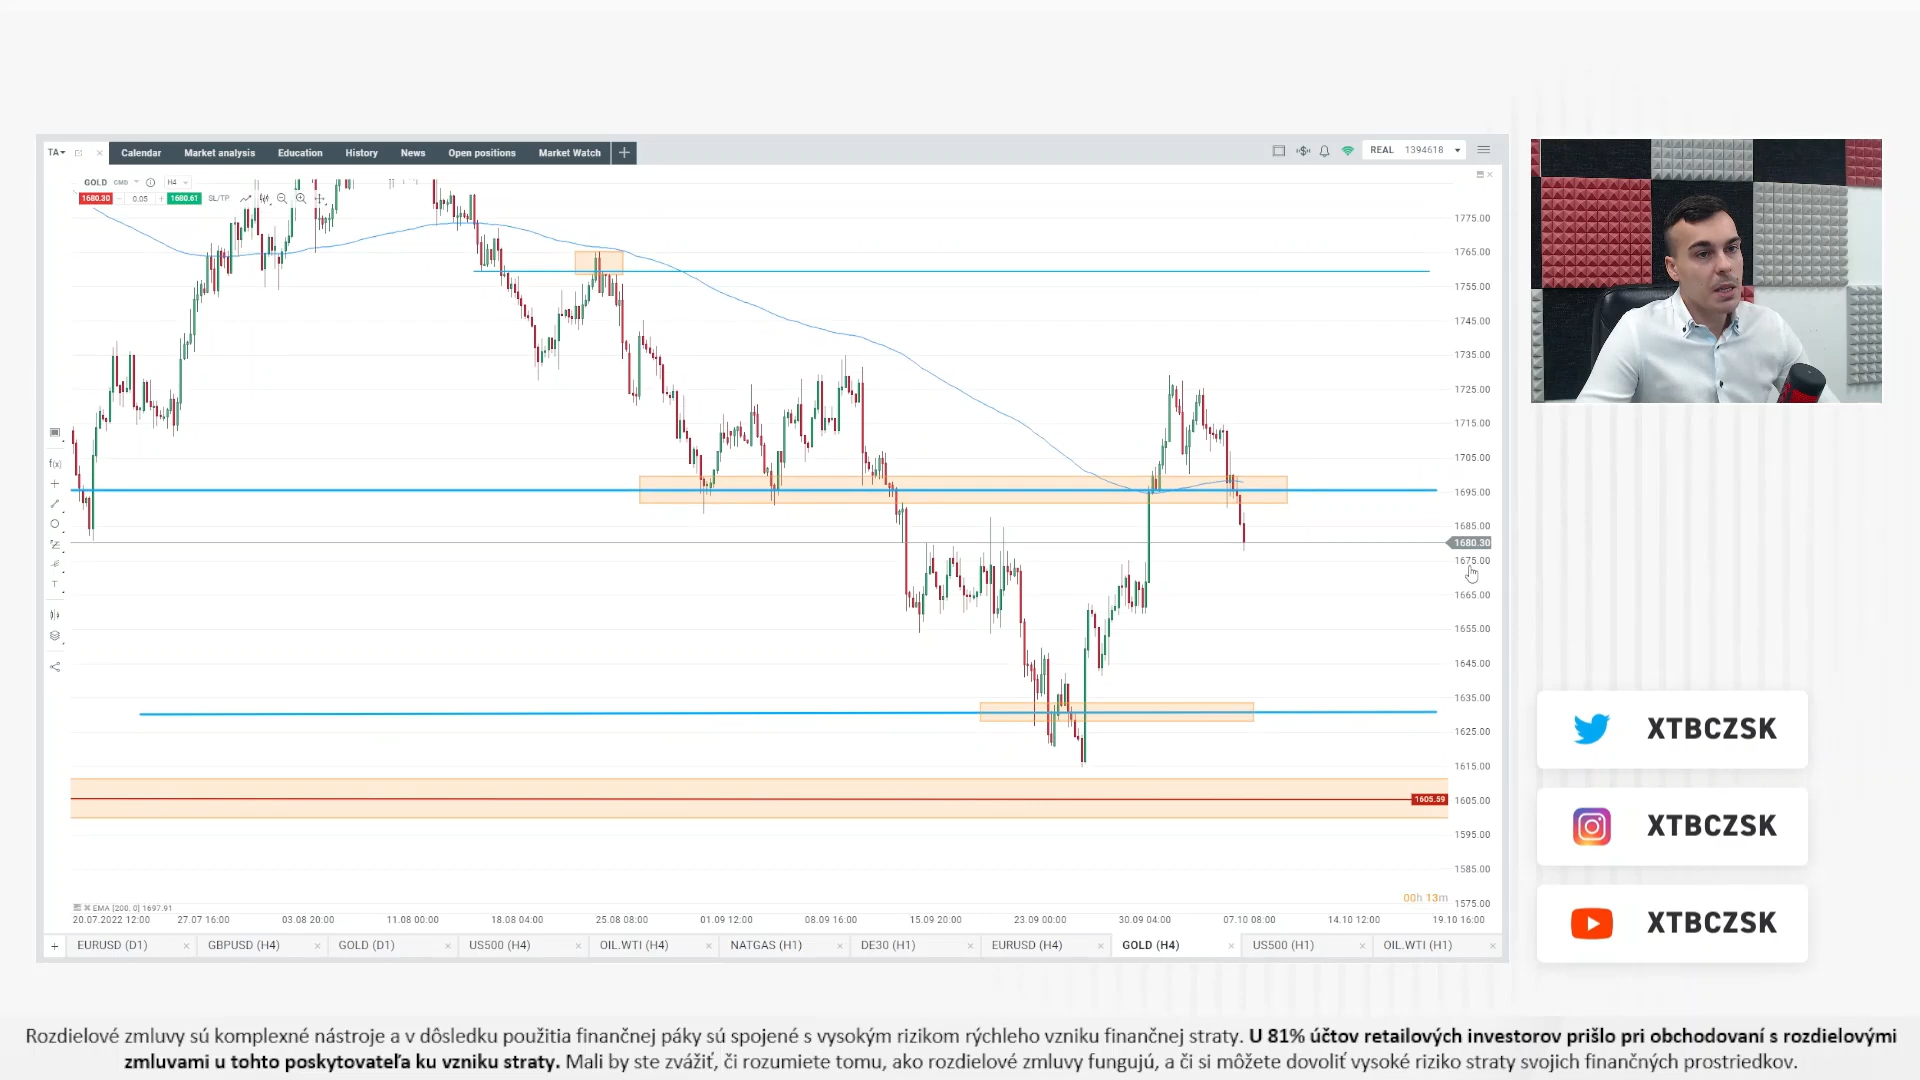 TA
Calendar
Market analysis
Education
History
News
Open positions
Market Watch
REAL 1394618
GOLD CMD H4
1680.30 0.05 1680.61 SL/TP
1775.00
1765.00
1755.00
1745.00
1735.00
1725.00
1715.00
1705.00
1695.00
1685.00
1680.30
1675.00
1665.00
1655.00
1645.00
1635.00
1625.00
1615.00
1605.59
1605.00
1595.00
1585.00
1575.00
f(x)
T
00h 13m
EMA [200, 0] 1697.91
20.07.2022 12:00 27.07 16:00 03.08 20:00 11.08 00:00 18.08 04:00 25.08 08:00 01.09 12:00 08.09 16:00 15.09 20:00 23.09 00:00 30.09 04:00 07.10 08:00 14.10 12:00 19.10 16:00
EURUSD (D1) GBPUSD (H4) GOLD (D1) US500 (H4) OIL.WTI (H4) NATGAS (H1) DE30 (H1) EURUSD (H4) GOLD (H4) US500 (H1) OIL.WTI (H1)
XTBCZSK
XTBCZSK
XTBCZSK
Rozdielové zmluvy sú komplexné nástroje a v dôsledku použitia finančnej páky sú spojené s vysokým rizikom rýchleho vzniku finančnej straty. U 81% účtov retailových investorov prišlo pri obchodovaní s rozdielovými
zmluvami u tohto poskytovateľa ku vzniku straty. Mali by ste zvážiť, či rozumiete tomu, ako rozdielové zmluvy fungujú, a či si môžete dovoliť vysoké riziko straty svojich finančných prostriedkov.